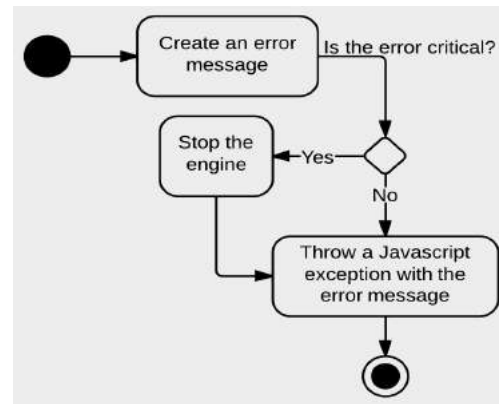 Create an error
message
Is the error critical?
Stop the
engine
Yes
No
Throw a Javascript
exception with the
error message